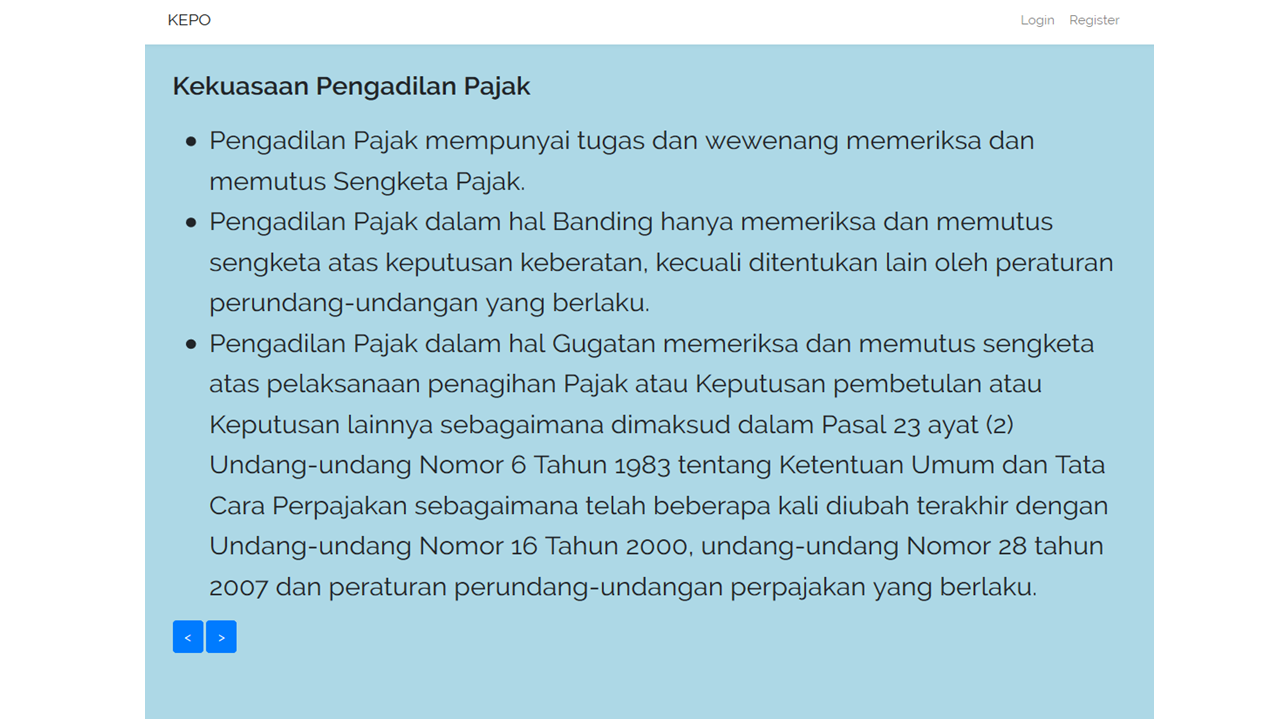 KEPO
Login Register
Kekuasaan Pengadilan Pajak
● Pengadilan Pajak mempunyai tugas dan wewenang memeriksa dan
memutus Sengketa Pajak.
● Pengadilan Pajak dalam hal Banding hanya memeriksa dan memutus
sengketa atas keputusan keberatan, kecuali ditentukan lain oleh peraturan
perundang-undangan yang berlaku.
● Pengadilan Pajak dalam hal Gugatan memeriksa dan memutus sengketa
atas pelaksanaan penagihan Pajak atau Keputusan pembetulan atau
Keputusan lainnya sebagaimana dimaksud dalam Pasal 23 ayat (2)
Undang-undang Nomor 6 Tahun 1983 tentang Ketentuan Umum dan Tata
Cara Perpajakan sebagaimana telah beberapa kali diubah terakhir dengan
Undang-undang Nomor 16 Tahun 2000, undang-undang Nomor 28 tahun
2007 dan peraturan perundang-undangan perpajakan yang berlaku.
< >